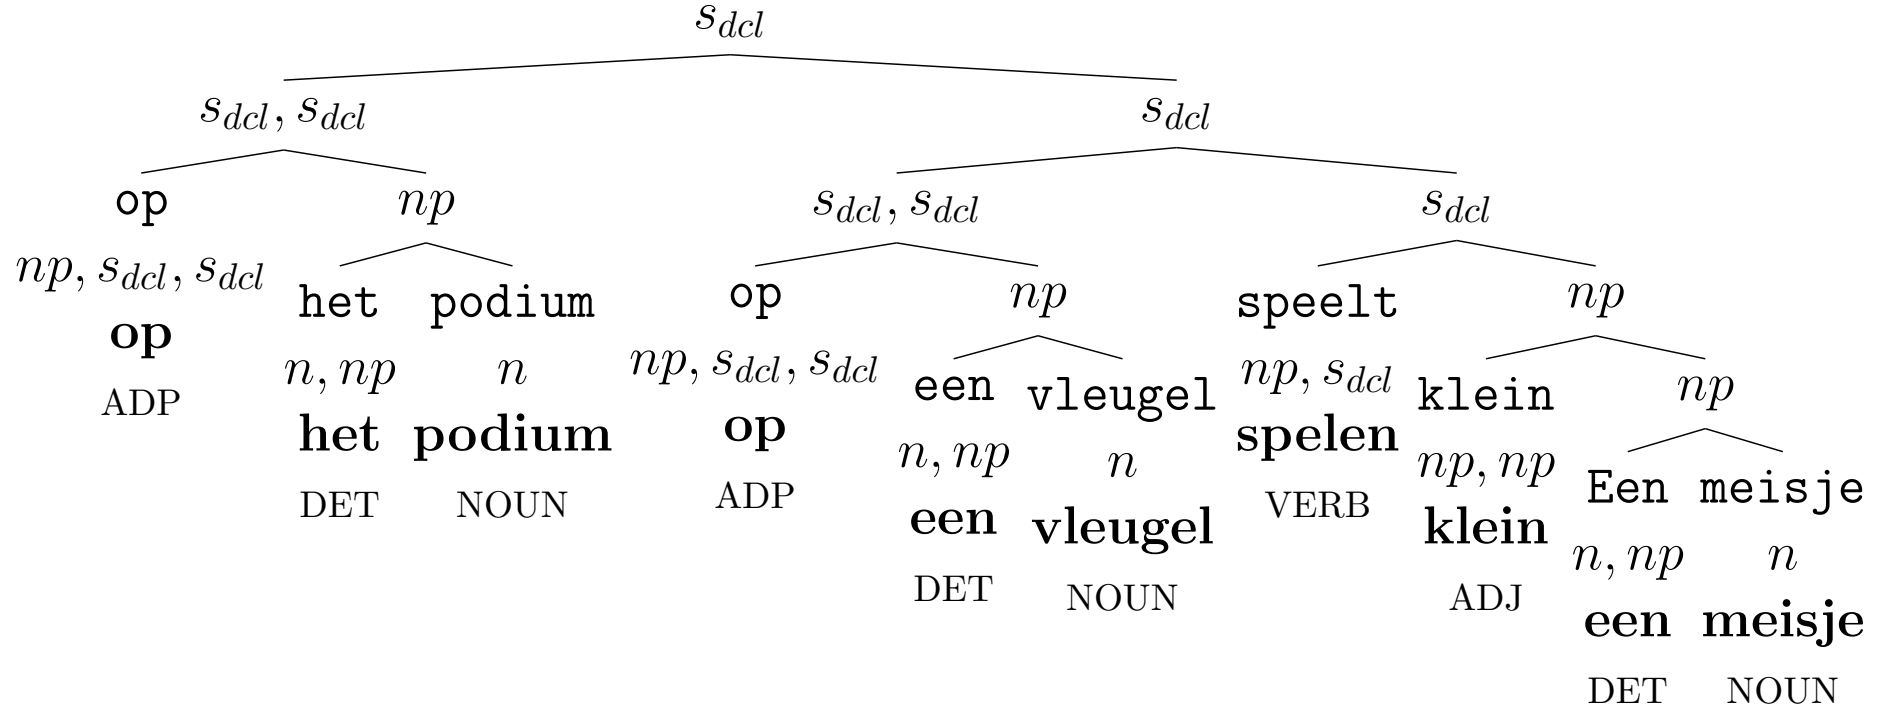 s_dcl
s_dcl, s_dcl s_dcl
op np s_dcl, s_dcl s_dcl
np, s_dcl, s_dcl het podium op np speelt np
op n, np n np, s_dcl, s_dcl een vleugel np, s_dcl klein np
ADP het podium op n, np n spelen np, np Een meisje
DET NOUN ADP een vleugel VERB klein n, np n
DET NOUN ADJ een meisje
DET NOUN